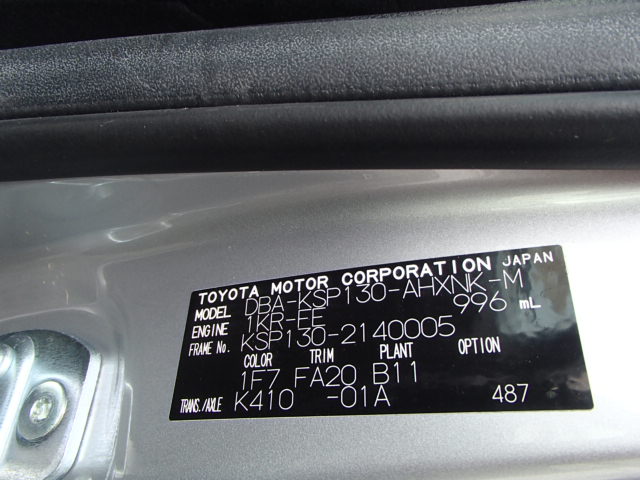 TOYOTA MOTOR CORPORATION JAPAN
MODEL DBA-KSP130-AHXNK-M
ENGINE 1KR-FE 996 mL
FRAME No. KSP130-2140005
COLOR TRIM PLANT OPTION
1F7 FA20 B11
TRANS./AXLE K410 -01A 487